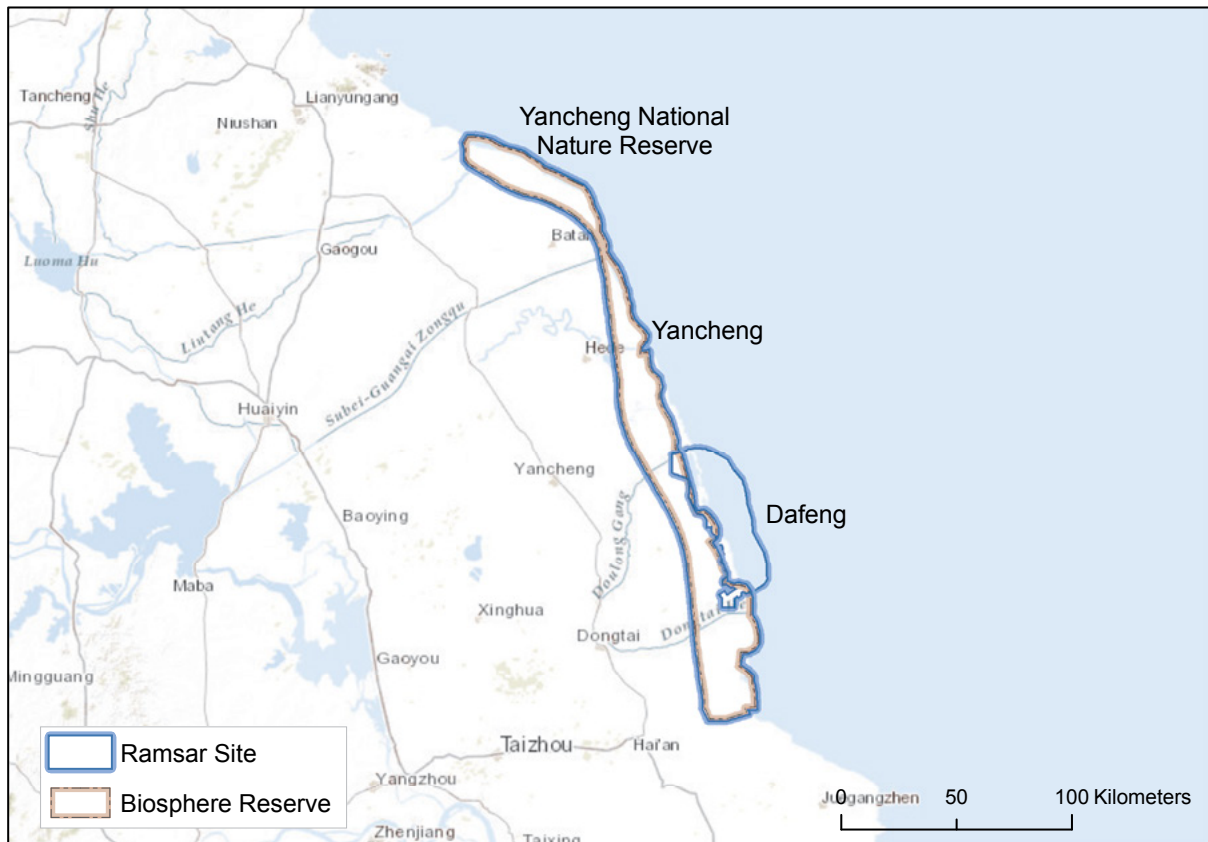 Tancheng
Shu He
Niushan
Lianyungang
Yancheng National
Nature Reserve
Luoma Hu
Gaogou
Liutang He
Subei-Guangai Zongqu
Hede
Yancheng
Huaiyin
Yancheng
Baoying
Doulong Gang
Dafeng
Maba
Xinghua
Dongtai
Gaoyou
Mingguang
Taizhou
Hai'an
Yangzhou
Zhenjiang
Taixing
Ramsar Site
Biosphere Reserve
0 50 100 Kilometers